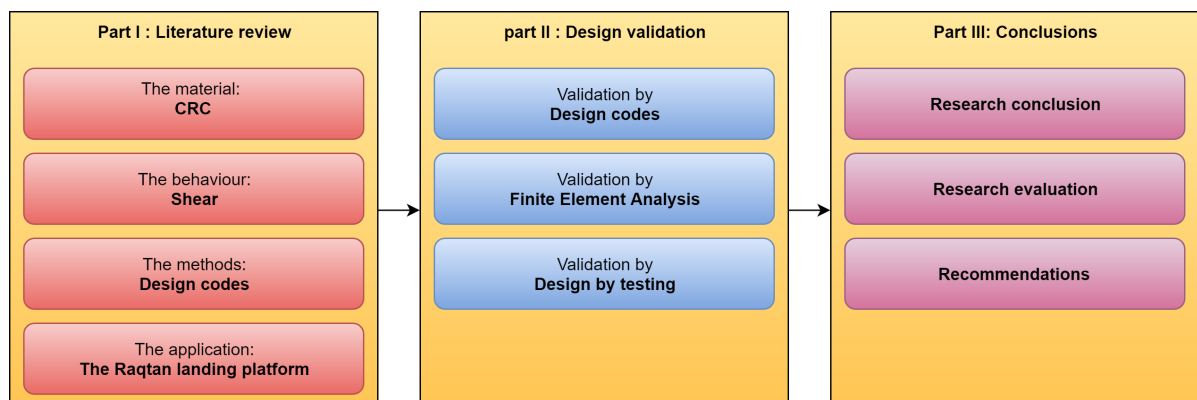 Part I : Literature review
The material:
CRC
The behaviour:
Shear
The methods:
Design codes
The application:
The Raqtan landing platform
part II : Design validation
Validation by
Design codes
Validation by
Finite Element Analysis
Validation by
Design by testing
Part III: Conclusions
Research conclusion
Research evaluation
Recommendations